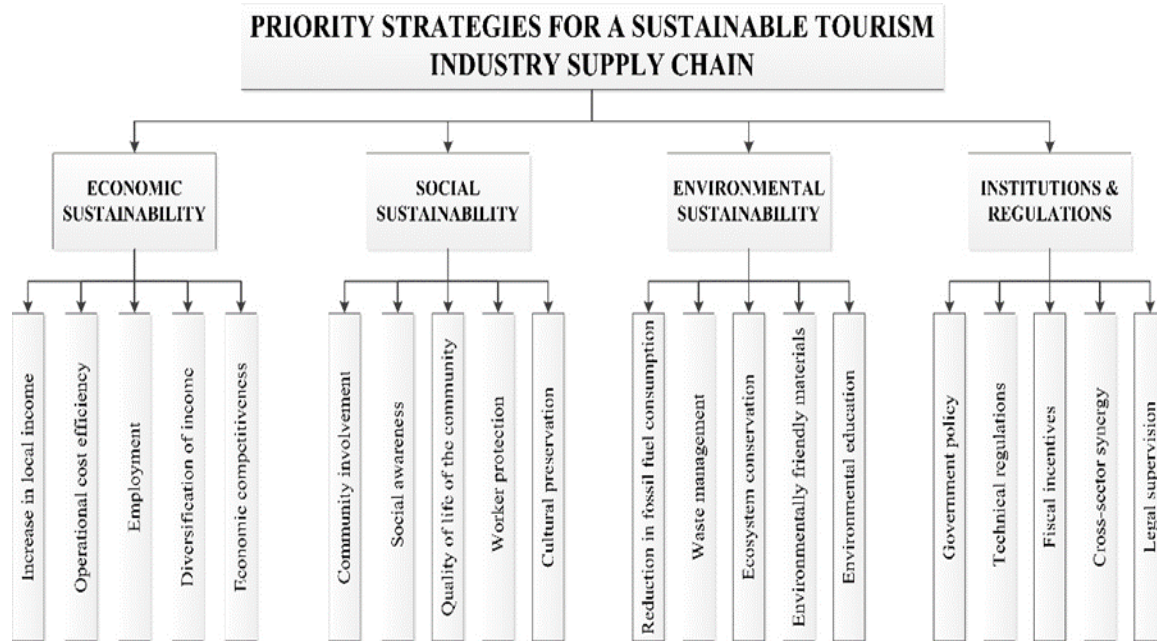 PRIORITY STRATEGIES FOR A SUSTAINABLE TOURISM
INDUSTRY SUPPLY CHAIN
ECONOMIC
SUSTAINABILITY
SOCIAL
SUSTAINABILITY
ENVIRONMENTAL
SUSTAINABILITY
INSTITUTIONS &
REGULATIONS
Increase in local income
Operational cost efficiency
Employment
Diversification of income
Economic competitiveness
Community involvement
Social awareness
Quality of life of the community
Worker protection
Cultural preservation
Reduction in fossil fuel consumption
Waste management
Ecosystem conservation
Environmentally friendly materials
Environmental education
Government policy
Technical regulations
Fiscal incentives
Cross-sector synergy
Legal supervision